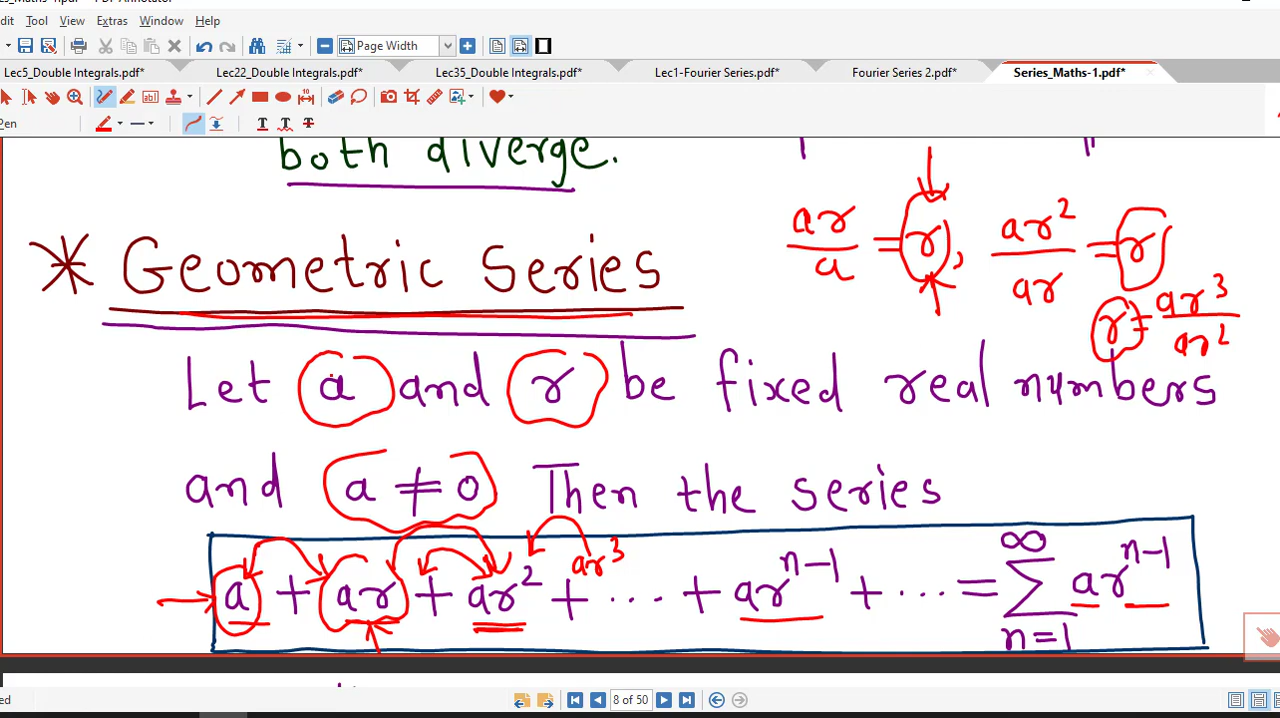 Tool View Extras Window Help
Page Width
Lec5_Double Integrals.pdf* Lec22_Double Integrals.pdf* Lec35_Double Integrals.pdf* Lec1-Fourier Series.pdf* Fourier Series 2.pdf* Series_Maths-1.pdf*
both diverge.
* Geometric Series
ar/a = r, ar²/ar = r
r = ar³/ar²
Let a and r be fixed real numbers
and a ≠ 0 Then the series
a + ar + ar² + ar³ ... + arⁿ⁻¹ + ... = ∑_{n=1}^{∞} arⁿ⁻¹
8 of 50